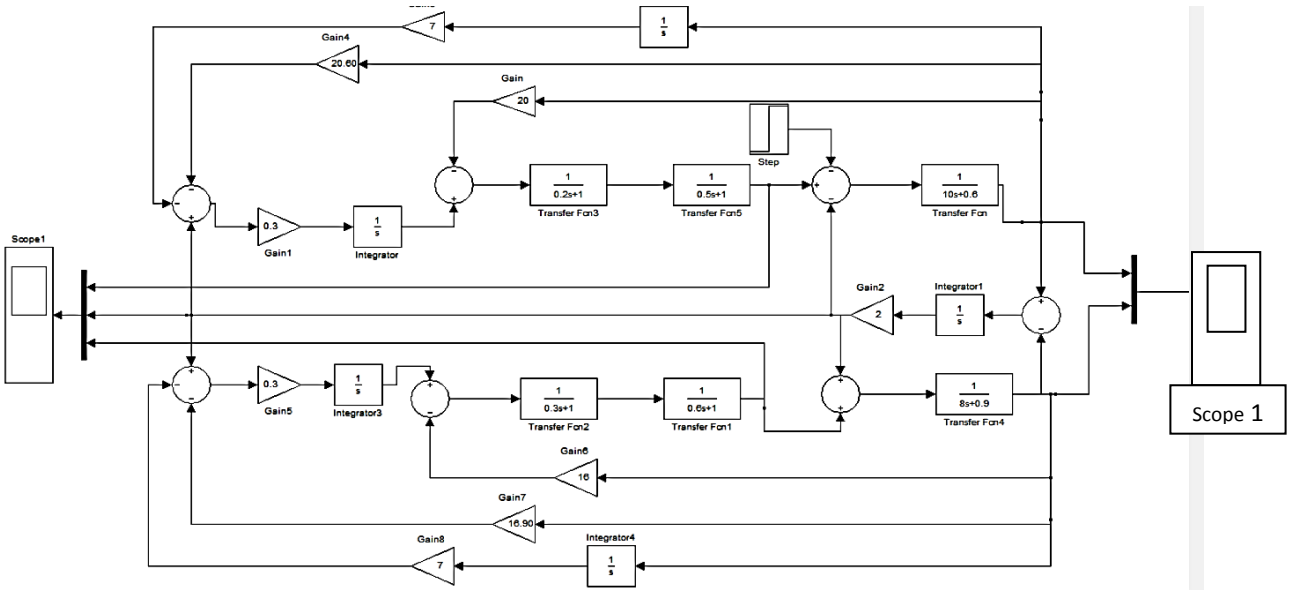 7
1
s
Gain4
20.60
Gain
20
Step
1
0.2s+1
Transfer Fcn3
1
0.5s+1
Transfer Fcn5
1
10s+0.6
Transfer Fcn
0.3
Gain1
1
s
Integrator
Scope1
Gain2
2
Integrator1
1
s
0.3
Gain5
1
s
Integrator3
1
0.3s+1
Transfer Fcn2
1
0.6s+1
Transfer Fcn1
1
8s+0.9
Transfer Fcn4
Scope 1
Gain6
16
Gain7
16.90
Gain8
7
Integrator4
1
s